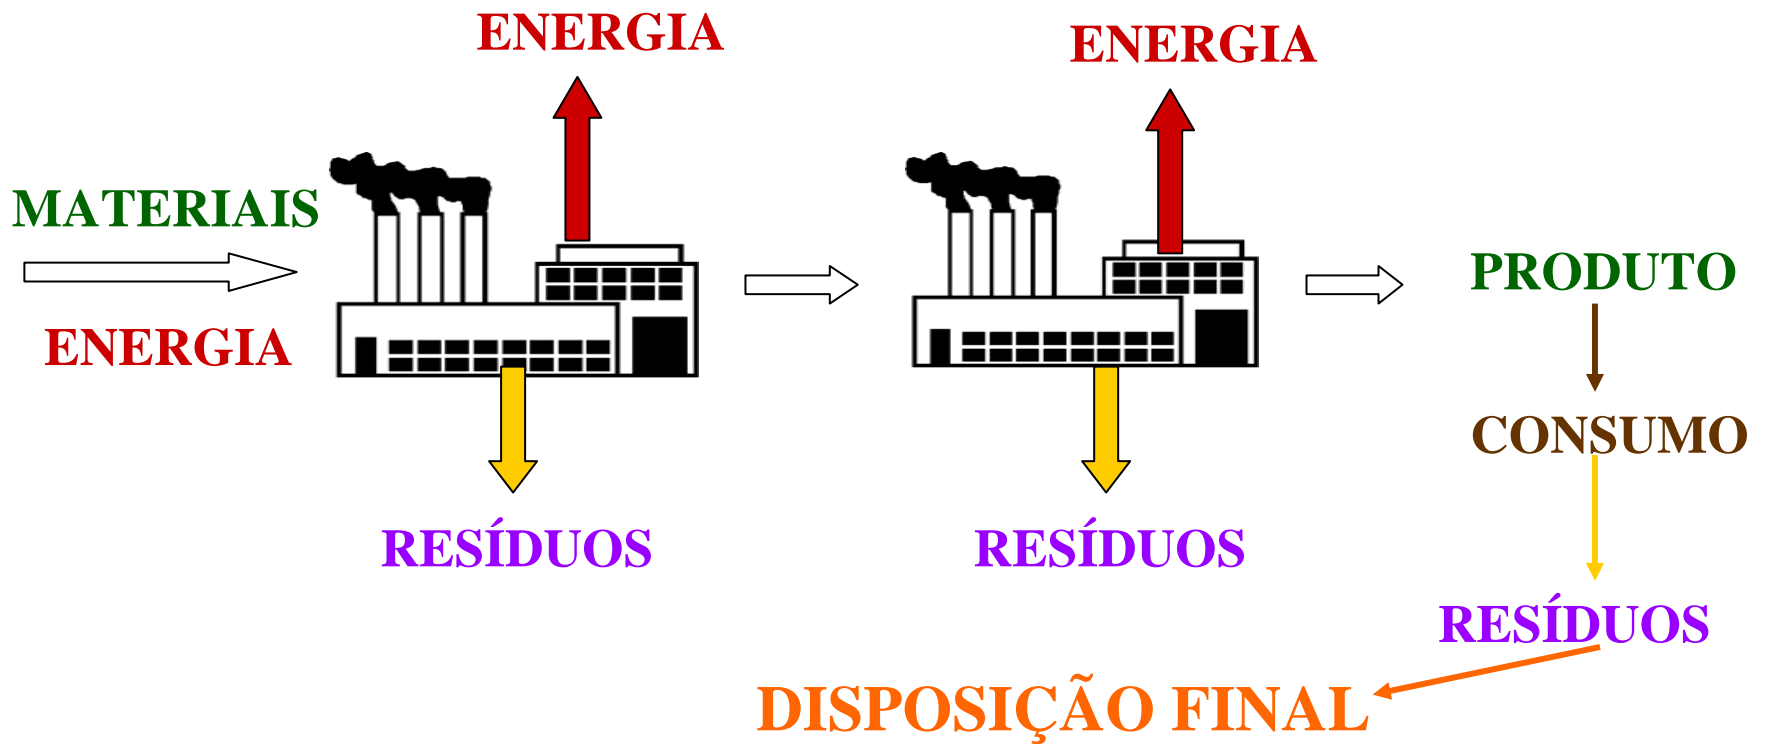 ENERGIA
ENERGIA
MATERIAIS
ENERGIA
PRODUTO
CONSUMO
RESÍDUOS
RESÍDUOS
RESÍDUOS
DISPOSIÇÃO FINAL